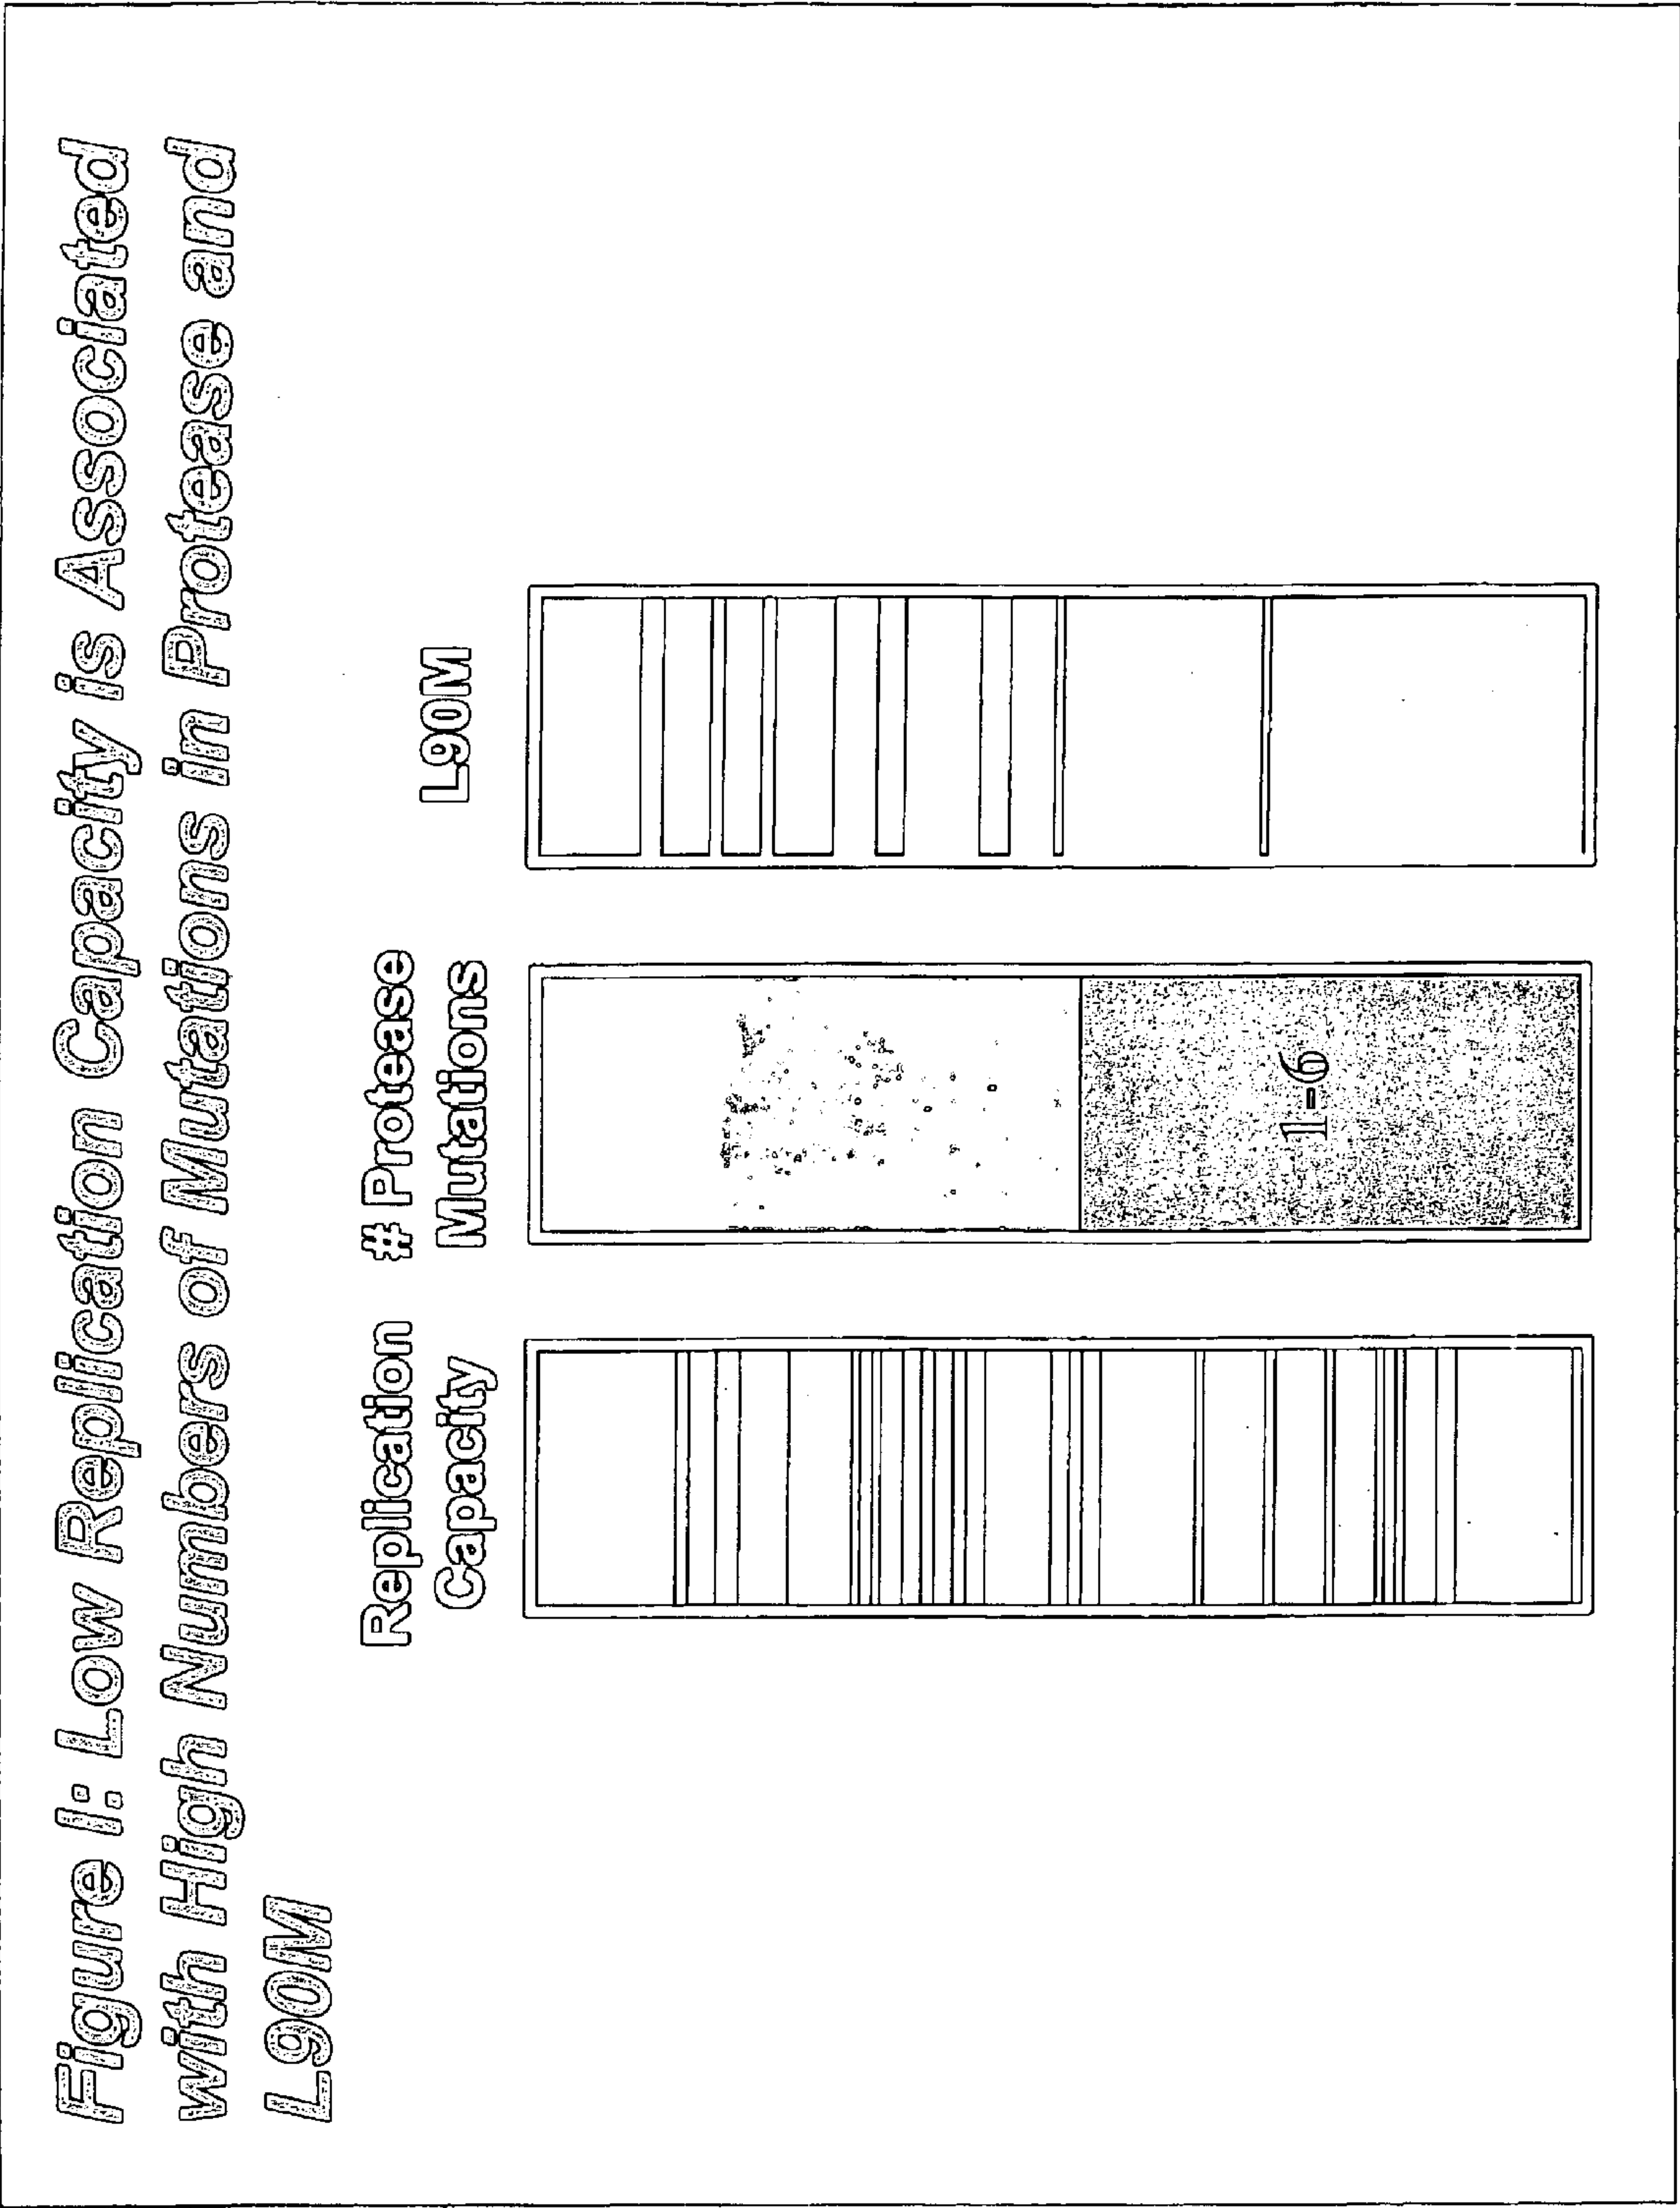 Figure I: Low Replication Capacity is Associated
with High Numbers of Mutations in Protease and
L90M
Replication
Capacity
# Protease
Mutations
L90M
1-6